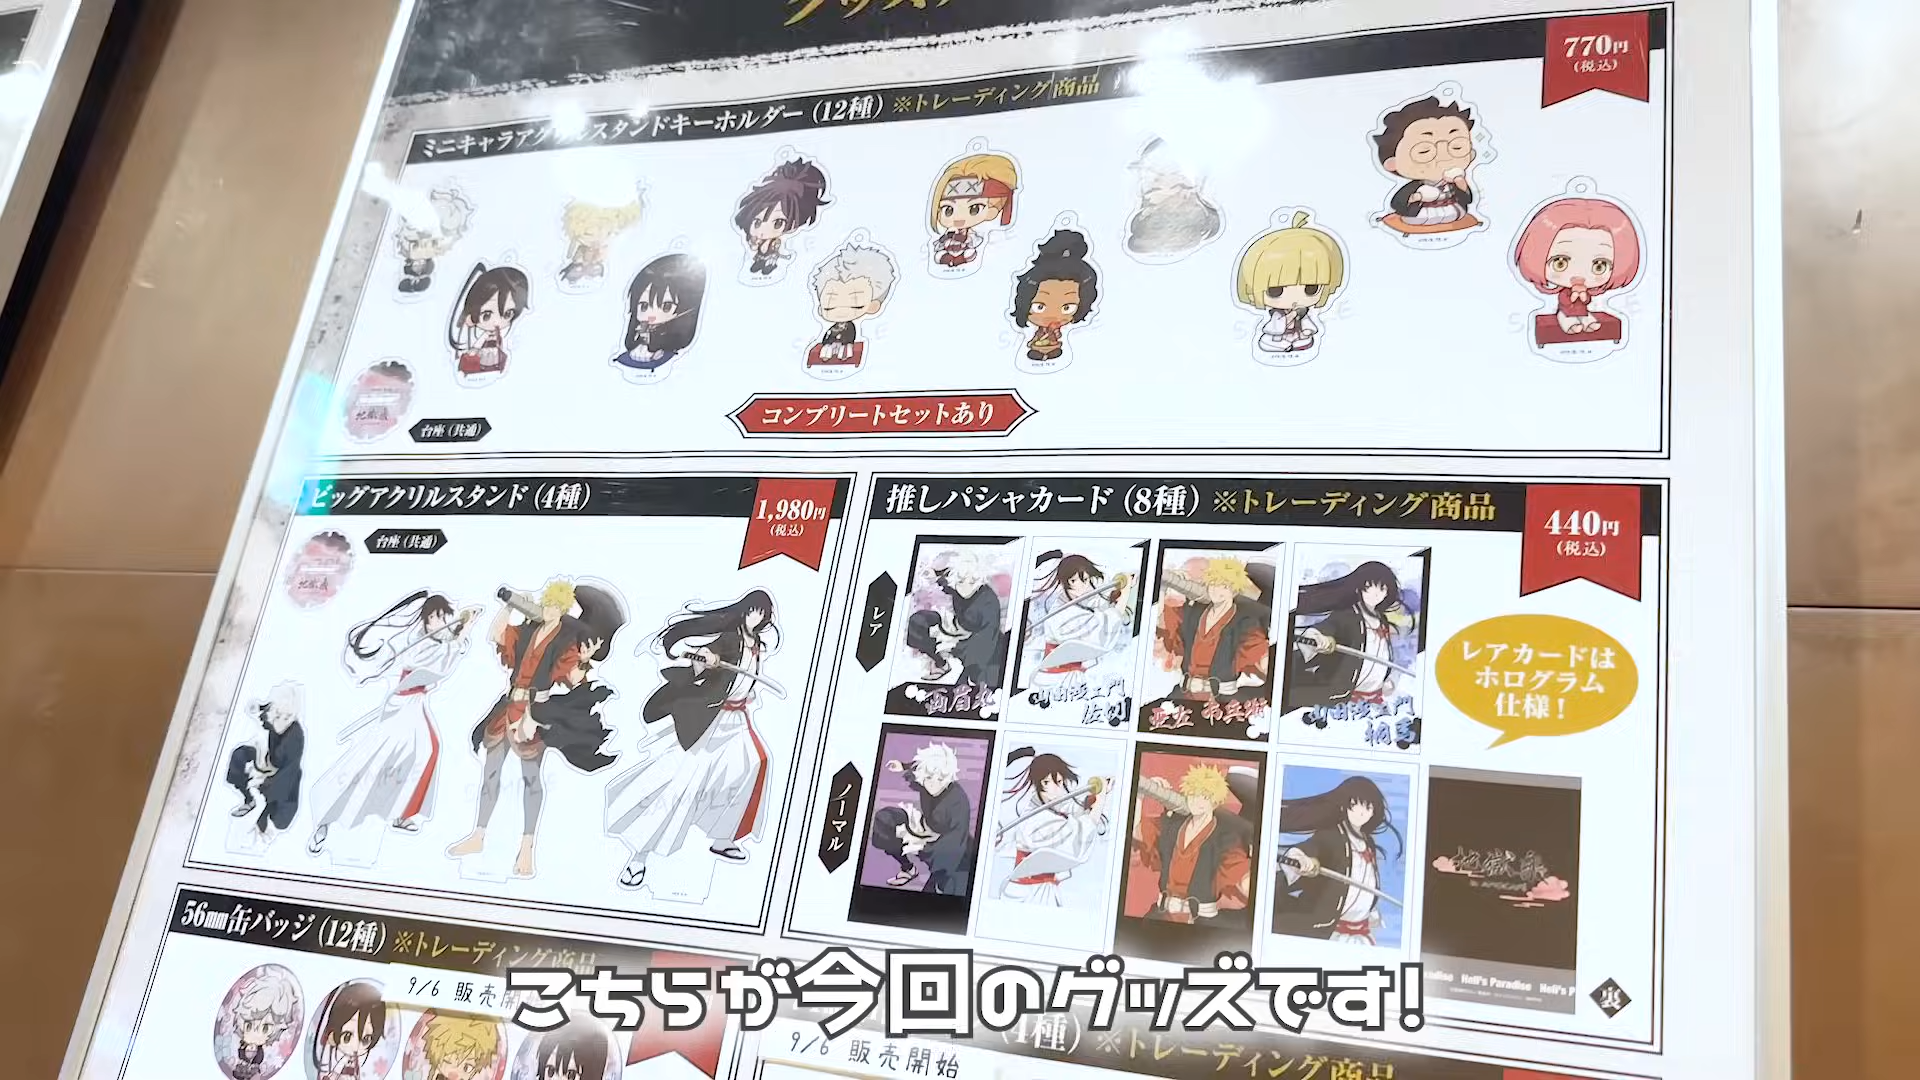 770円
(税込)
ミニキャラアクリルスタンドキーホルダー (12種) ※トレーディング商品
台座 (共通)
コンプリートセットあり
ビッグアクリルスタンド (4種)
1,980円
(税込)
台座 (共通)
SAMPLE
SAMPLE
推しパシャカード (8種) ※トレーディング商品
440円
(税込)
レア
画眉丸
山田浅ェ門
佐切
亜左 弔兵衛
山田浅ェ門
桐馬
レアカードは
ホログラム
仕様!
ノーマル
地獄楽
Hell's Paradise
裏
56mm缶バッジ (12種) ※トレーディング商品
9/6 販売開
(4種) ※トレーディング商品
9/6 販売開始
こちらが今回のグッズです!